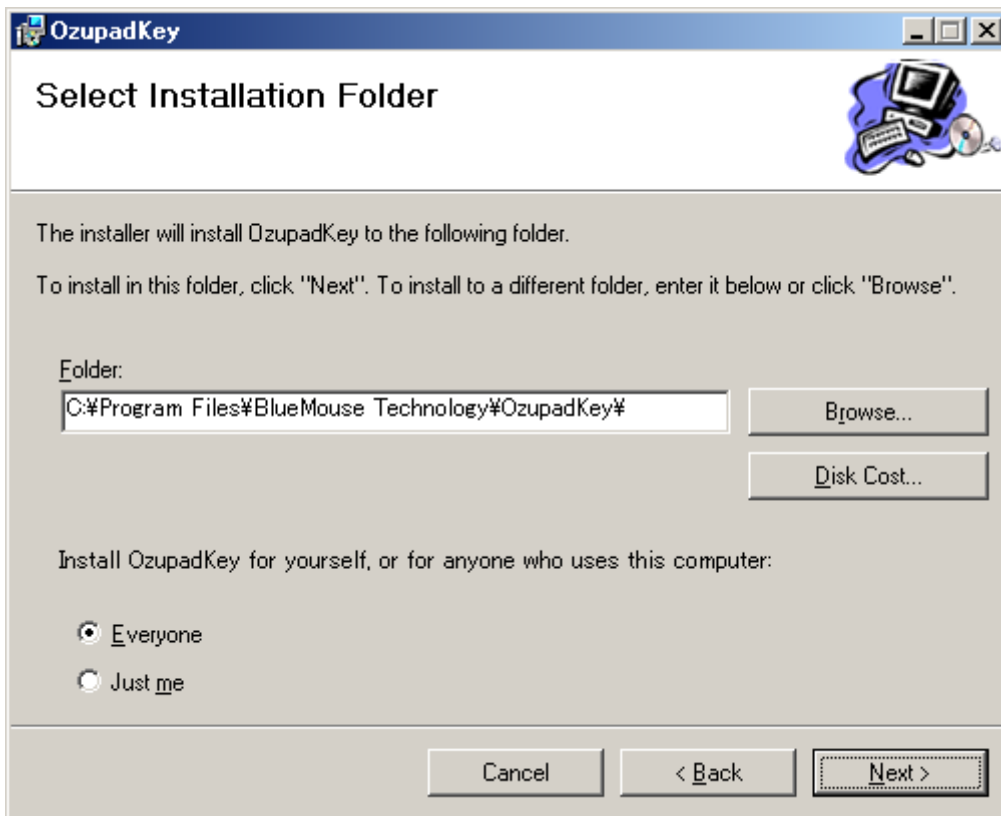 OzupadKey
Select Installation Folder
The installer will install OzupadKey to the following folder.
To install in this folder, click "Next". To install to a different folder, enter it below or click "Browse".
Folder:
C:¥Program Files¥BlueMouse Technology¥OzupadKey¥
Browse...
Disk Cost...
Install OzupadKey for yourself, or for anyone who uses this computer:
Everyone
Just me
Cancel
< Back
Next >